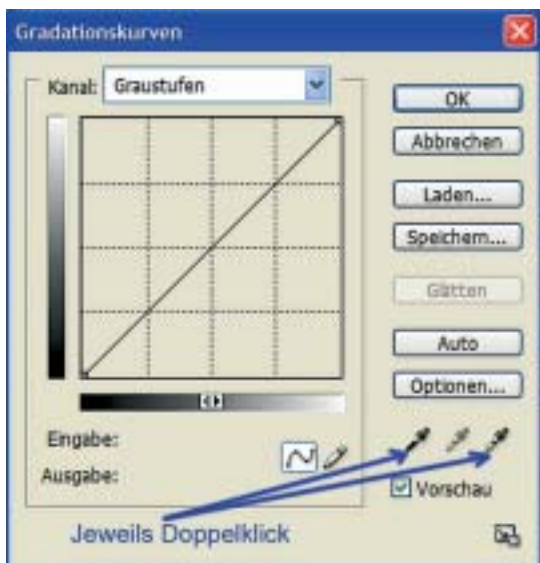 Gradationskurven
Kanal: Graustufen
OK
Abbrechen
Laden...
Speichern...
Glätten
Auto
Optionen...
Eingabe:
Ausgabe:
Vorschau
Jeweils Doppelklick